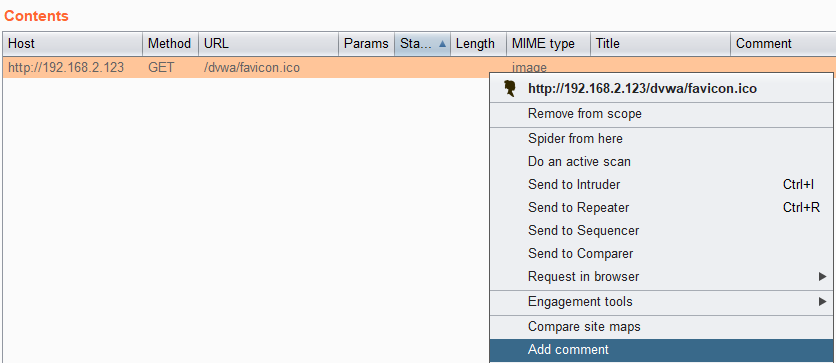 Contents
Host Method URL Params Sta... Length MIME type Title Comment
http://192.168.2.123 GET /dvwa/favicon.ico image
http://192.168.2.123/dvwa/favicon.ico
Remove from scope
Spider from here
Do an active scan
Send to Intruder Ctrl+I
Send to Repeater Ctrl+R
Send to Sequencer
Send to Comparer
Request in browser
Engagement tools
Compare site maps
Add comment